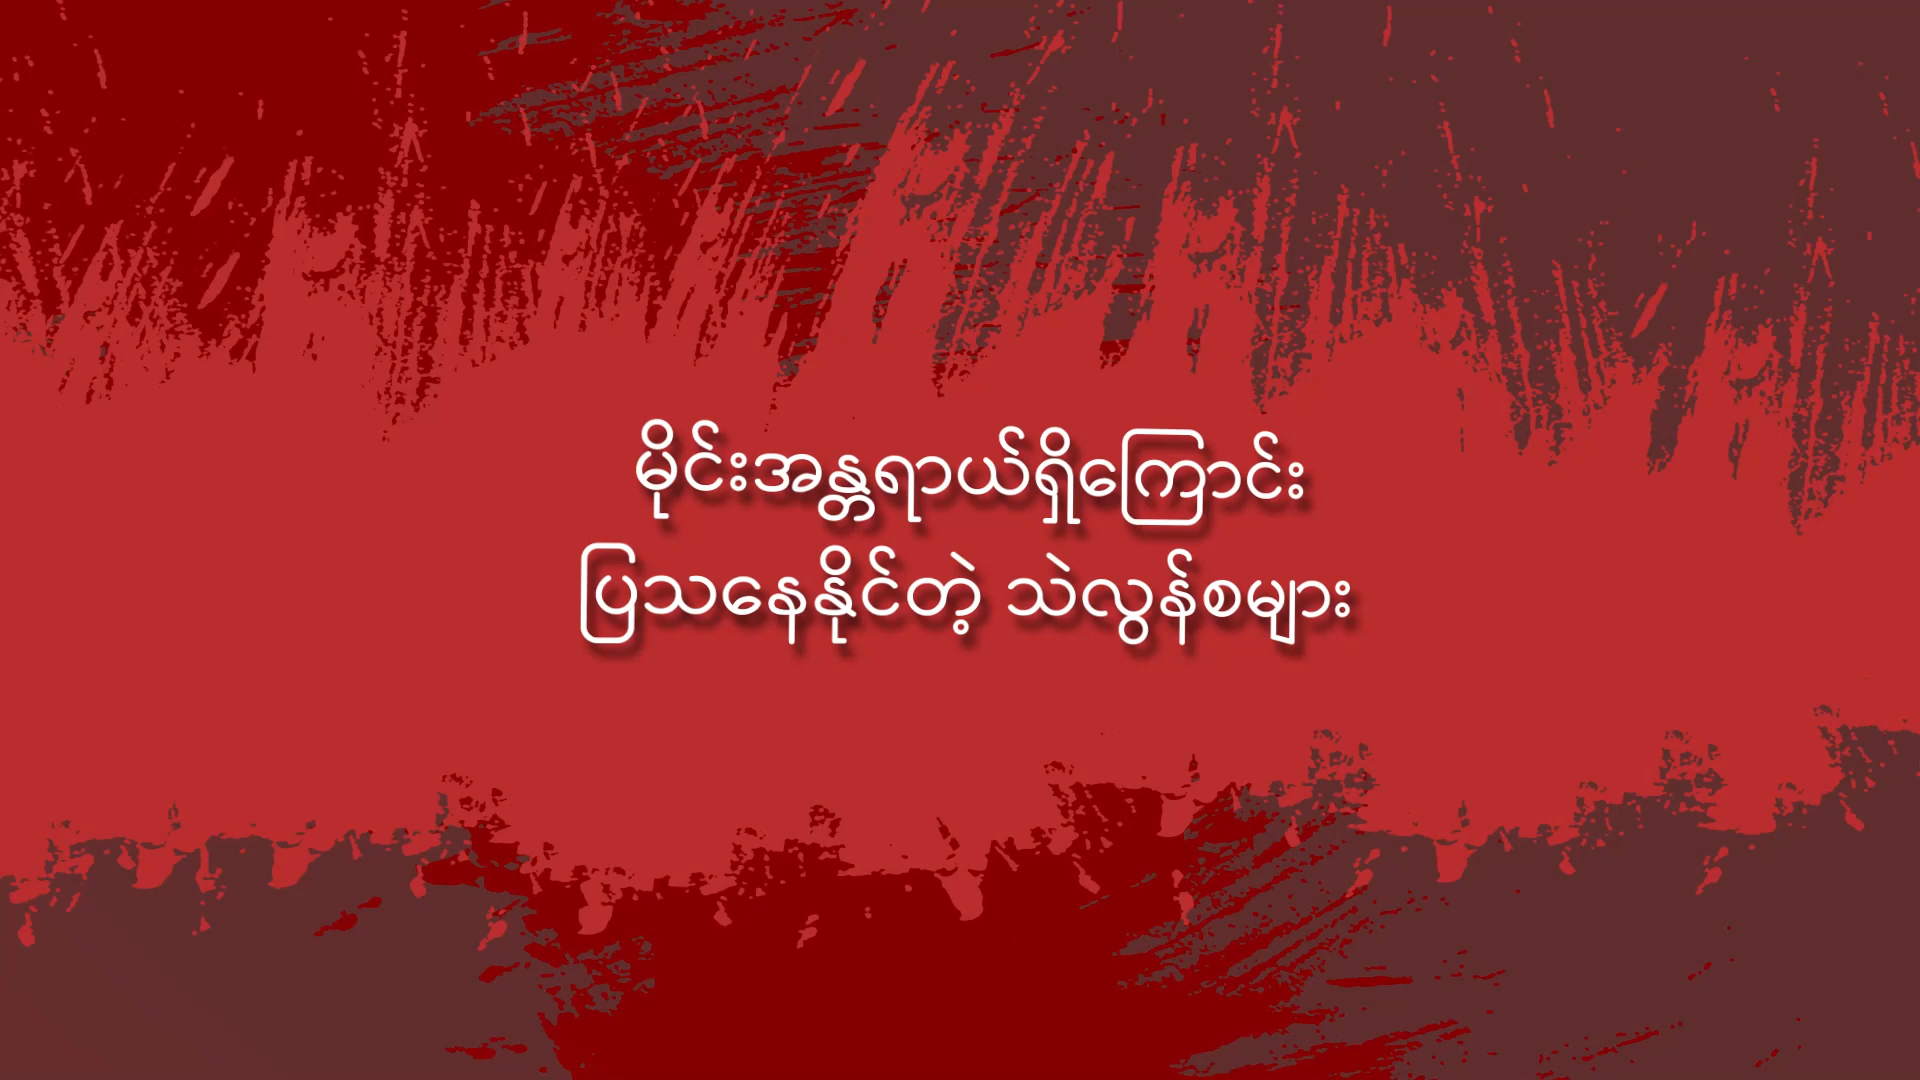 မိုင်းအန္တရာယ်ရှိကြောင်း
ပြသနေနိုင်တဲ့ သဲလွန်စများ